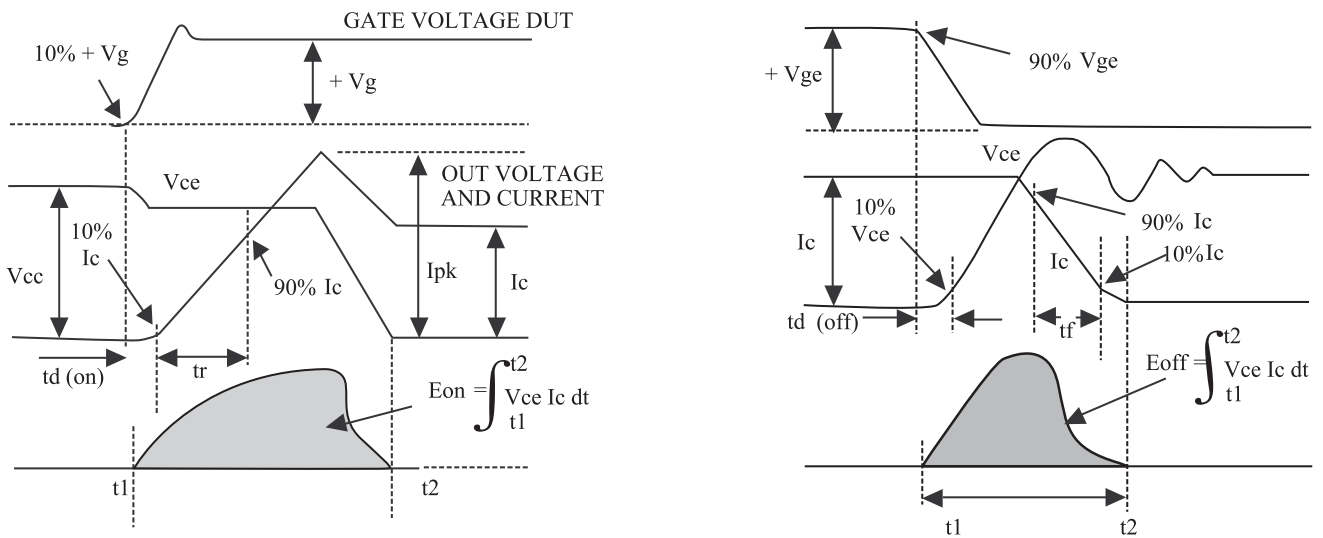 GATE VOLTAGE DUT
10% + Vg
+ Vg
Vce
OUT VOLTAGE
AND CURRENT
10%
Ic
Vcc
90% Ic
Ipk
Ic
td (on)
tr
Eon = ∫ t2
Vce Ic dt
t1
t1
t2
90% Vge
+ Vge
Vce
10%
Vce
90% Ic
Ic
Ic
10%Ic
td (off)
tf
Eoff = ∫ t2
Vce Ic dt
t1
t1
t2